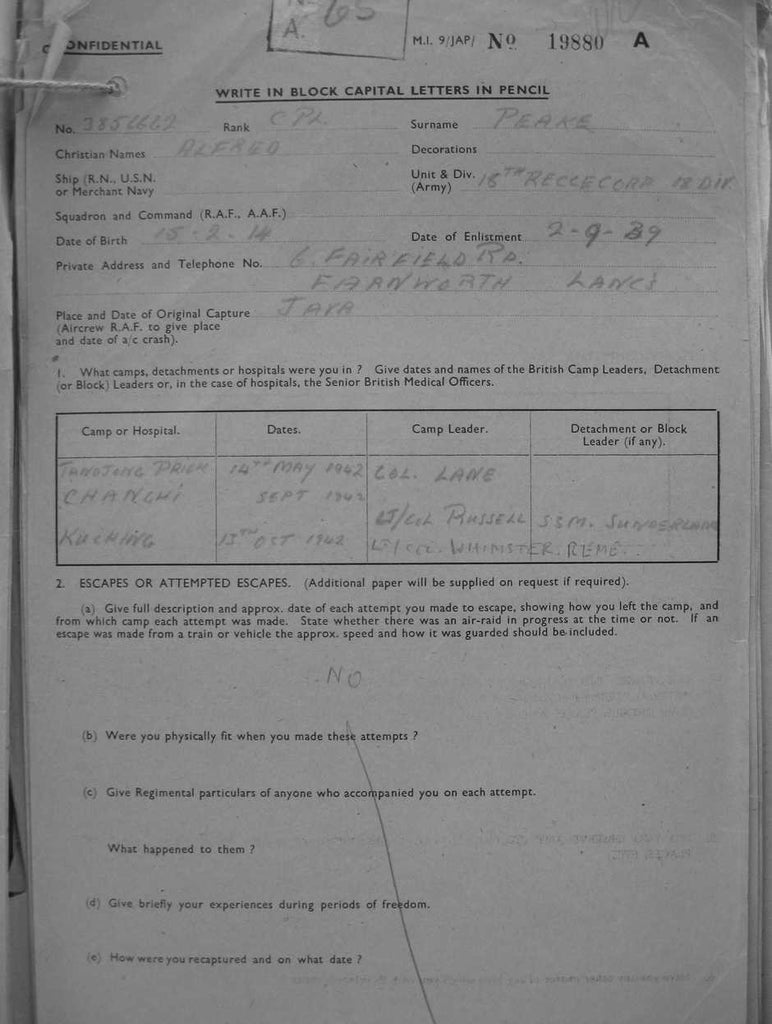 65
A.
CONFIDENTIAL M.I. 9/JAP/ No 19880 A
WRITE IN BLOCK CAPITAL LETTERS IN PENCIL
No. Rank CPL Surname PEAKE
Christian Names ALFRED Decorations
Ship (R.N., U.S.N. or Merchant Navy Unit & Div. (Army) 18TH RECCE CORP 18 DIV.
Squadron and Command (R.A.F., A.A.F.)
Date of Birth 15-2-14 Date of Enlistment 2-9-39
Private Address and Telephone No. 6. FAIRFIELD RD.
FARNWORTH LANCS
Place and Date of Original Capture JAVA
(Aircrew R.A.F. to give place
and date of a/c crash).
1. What camps, detachments or hospitals were you in ? Give dates and names of the British Camp Leaders, Detachment
(or Block) Leaders or, in the case of hospitals, the Senior British Medical Officers.
Camp or Hospital. Dates. Camp Leader. Detachment or Block Leader (if any).
TANDJONG PRIOK 14TH MAY 1942 COL. LANE
CHANGHI SEPT 1942
LT/COL RUSSELL SSM. SUNDERLAND
KUCHING 13TH OCT 1942 LT/COL. WHIMSTER. REME.
2. ESCAPES OR ATTEMPTED ESCAPES. (Additional paper will be supplied on request if required).
(a) Give full description and approx. date of each attempt you made to escape, showing how you left the camp, and
from which camp each attempt was made. State whether there was an air-raid in progress at the time or not. If an
escape was made from a train or vehicle the approx. speed and how it was guarded should be included.
NO
(b) Were you physically fit when you made these attempts ?
(c) Give Regimental particulars of anyone who accompanied you on each attempt.
What happened to them ?
(d) Give briefly your experiences during periods of freedom.
(e) How were you recaptured and on what date ?